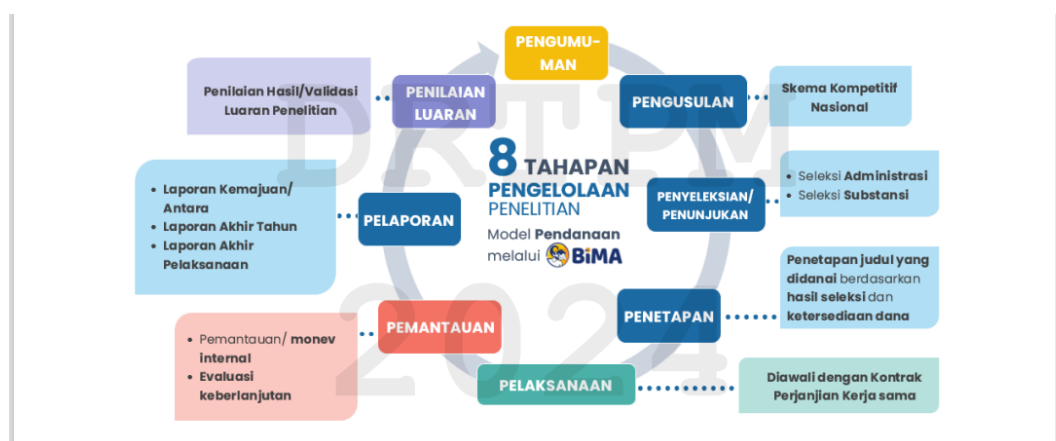 PENGUMU-
MAN
PENGUSULAN
Skema Kompetitif
Nasional
PENYELEKSIAN/
PENUNJUKAN
• Seleksi Administrasi
• Seleksi Substansi
PENETAPAN
Penetapan judul yang
didanai berdasarkan
hasil seleksi dan
ketersediaan dana
PELAKSANAAN
Diawali dengan Kontrak
Perjanjian Kerja sama
PEMANTAUAN
• Pemantauan/ monev
internal
• Evaluasi
keberlanjutan
PELAPORAN
• Laporan Kemajuan/
Antara
• Laporan Akhir Tahun
• Laporan Akhir
Pelaksanaan
PENILAIAN
LUARAN
Penilaian Hasil/Validasi
Luaran Penelitian
8 TAHAPAN
PENGELOLAAN
PENELITIAN
Model Pendanaan
melalui BiMA
DRTPM
2024